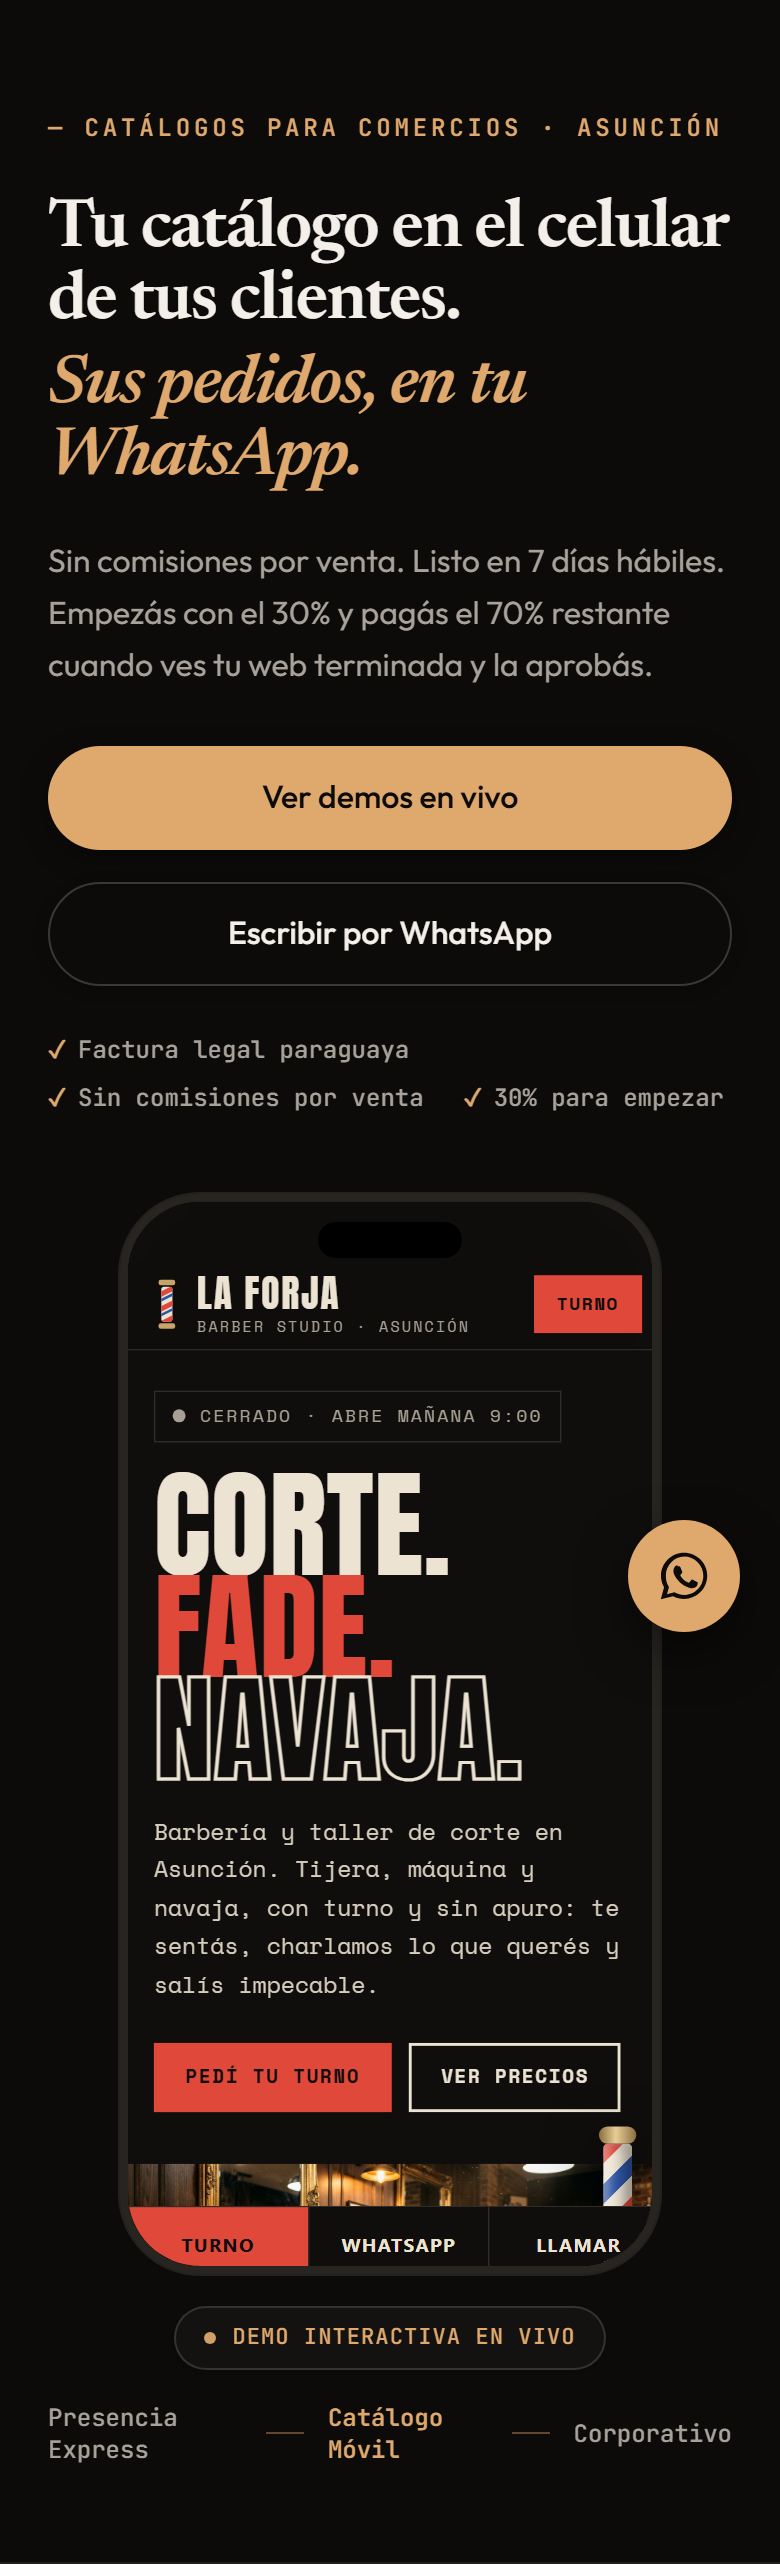 — CATÁLOGOS PARA COMERCIOS · ASUNCIÓN
Tu catálogo en el celular
de tus clientes.
Sus pedidos, en tu
WhatsApp.
Sin comisiones por venta. Listo en 7 días hábiles.
Empezás con el 30% y pagás el 70% restante
cuando ves tu web terminada y la aprobás.
Ver demos en vivo
Escribir por WhatsApp
✓ Factura legal paraguaya
✓ Sin comisiones por venta ✓ 30% para empezar
LA FORJA
BARBER STUDIO · ASUNCIÓN
TURNO
CERRADO · ABRE MAÑANA 9:00
CORTE.
FADE.
NAVAJA.
Barbería y taller de corte en
Asunción. Tijera, máquina y
navaja, con turno y sin apuro: te
sentás, charlamos lo que querés y
salís impecable.
PEDÍ TU TURNO
VER PRECIOS
TURNO
WHATSAPP
LLAMAR
DEMO INTERACTIVA EN VIVO
Presencia
Express
Catálogo
Móvil
Corporativo